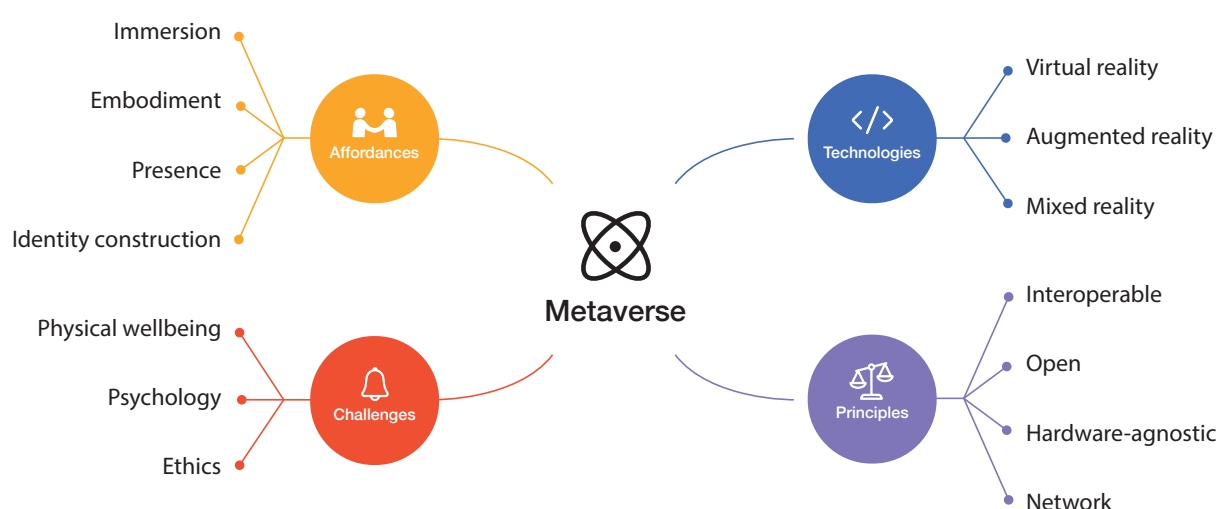 Immersion
Embodiment
Presence
Identity construction
Affordances
Physical wellbeing
Psychology
Ethics
Challenges
Metaverse
Technologies
Virtual reality
Augmented reality
Mixed reality
Principles
Interoperable
Open
Hardware-agnostic
Network